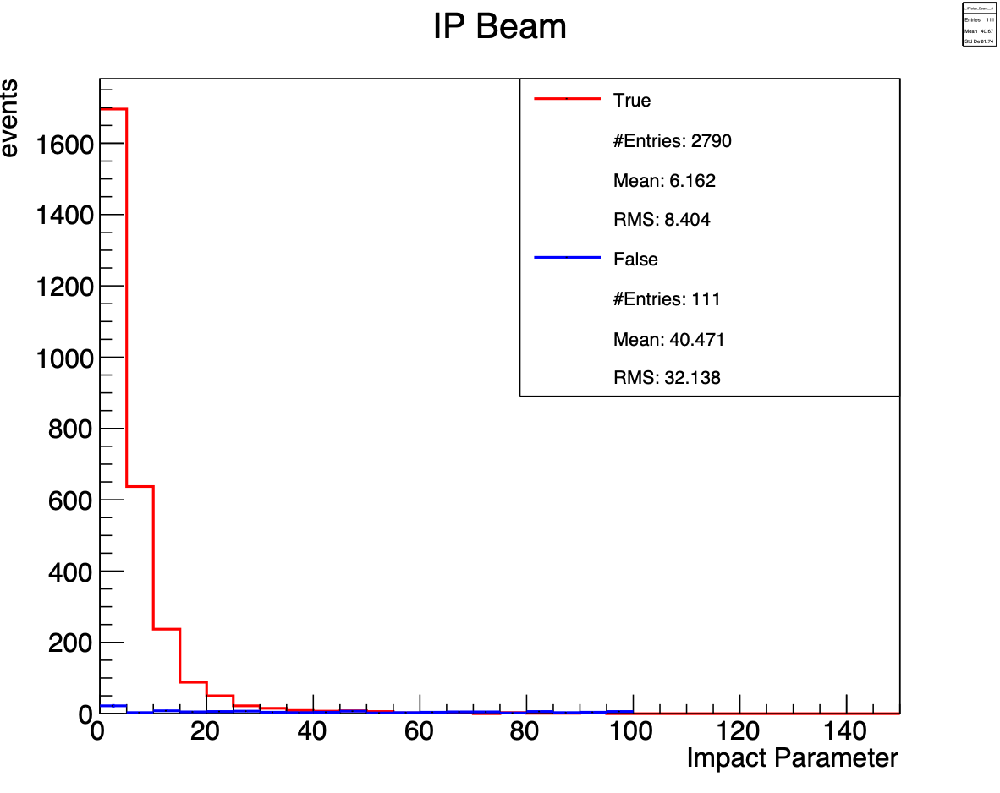 IP Beam
Entries 111
Mean 40.67
events
1600
1400
1200
1000
800
600
400
200
0
True
#Entries: 2790
Mean: 6.162
RMS: 8.404
False
#Entries: 111
Mean: 40.471
RMS: 32.138
0 20 40 60 80 100 120 140
Impact Parameter